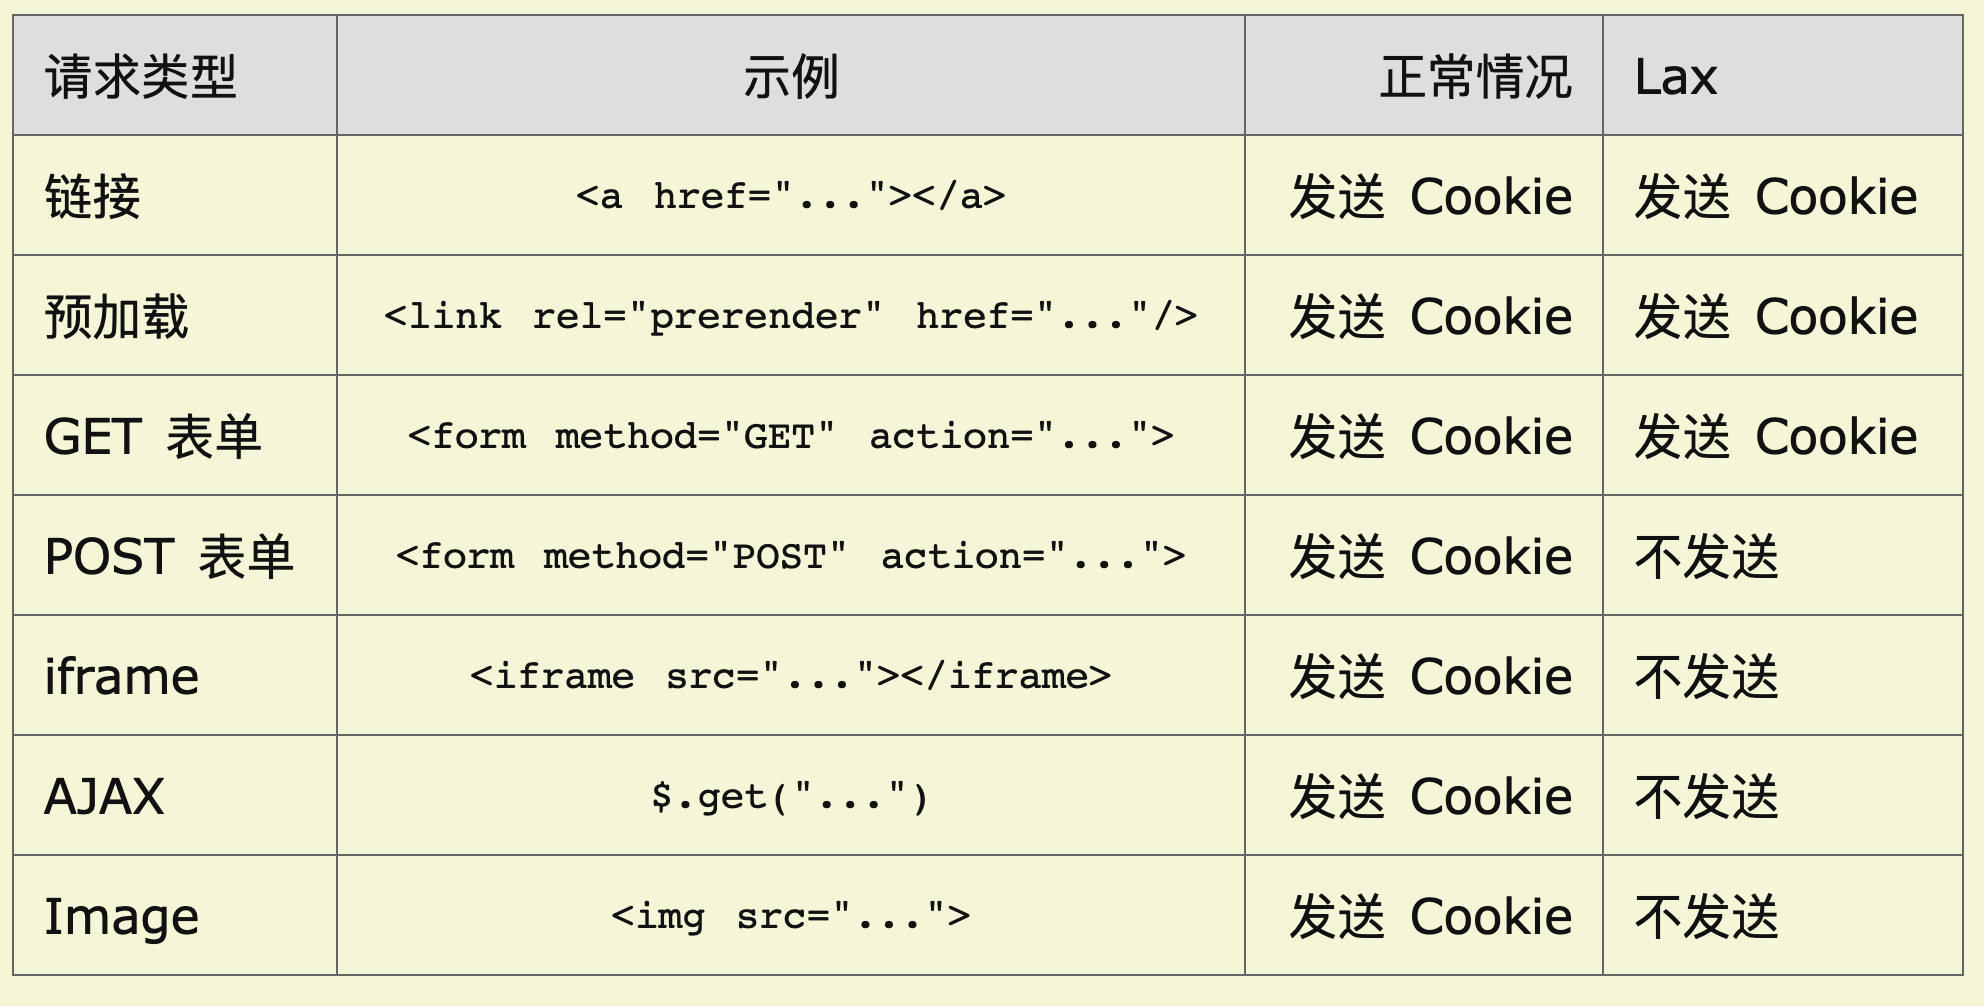 请求类型 示例 正常情况 Lax
链接 <a href="..."></a> 发送 Cookie 发送 Cookie
预加载 <link rel="prerender" href="..."/> 发送 Cookie 发送 Cookie
GET 表单 <form method="GET" action="..."> 发送 Cookie 发送 Cookie
POST 表单 <form method="POST" action="..."> 发送 Cookie 不发送
iframe <iframe src="..."></iframe> 发送 Cookie 不发送
AJAX $.get("...") 发送 Cookie 不发送
Image <img src="..."> 发送 Cookie 不发送